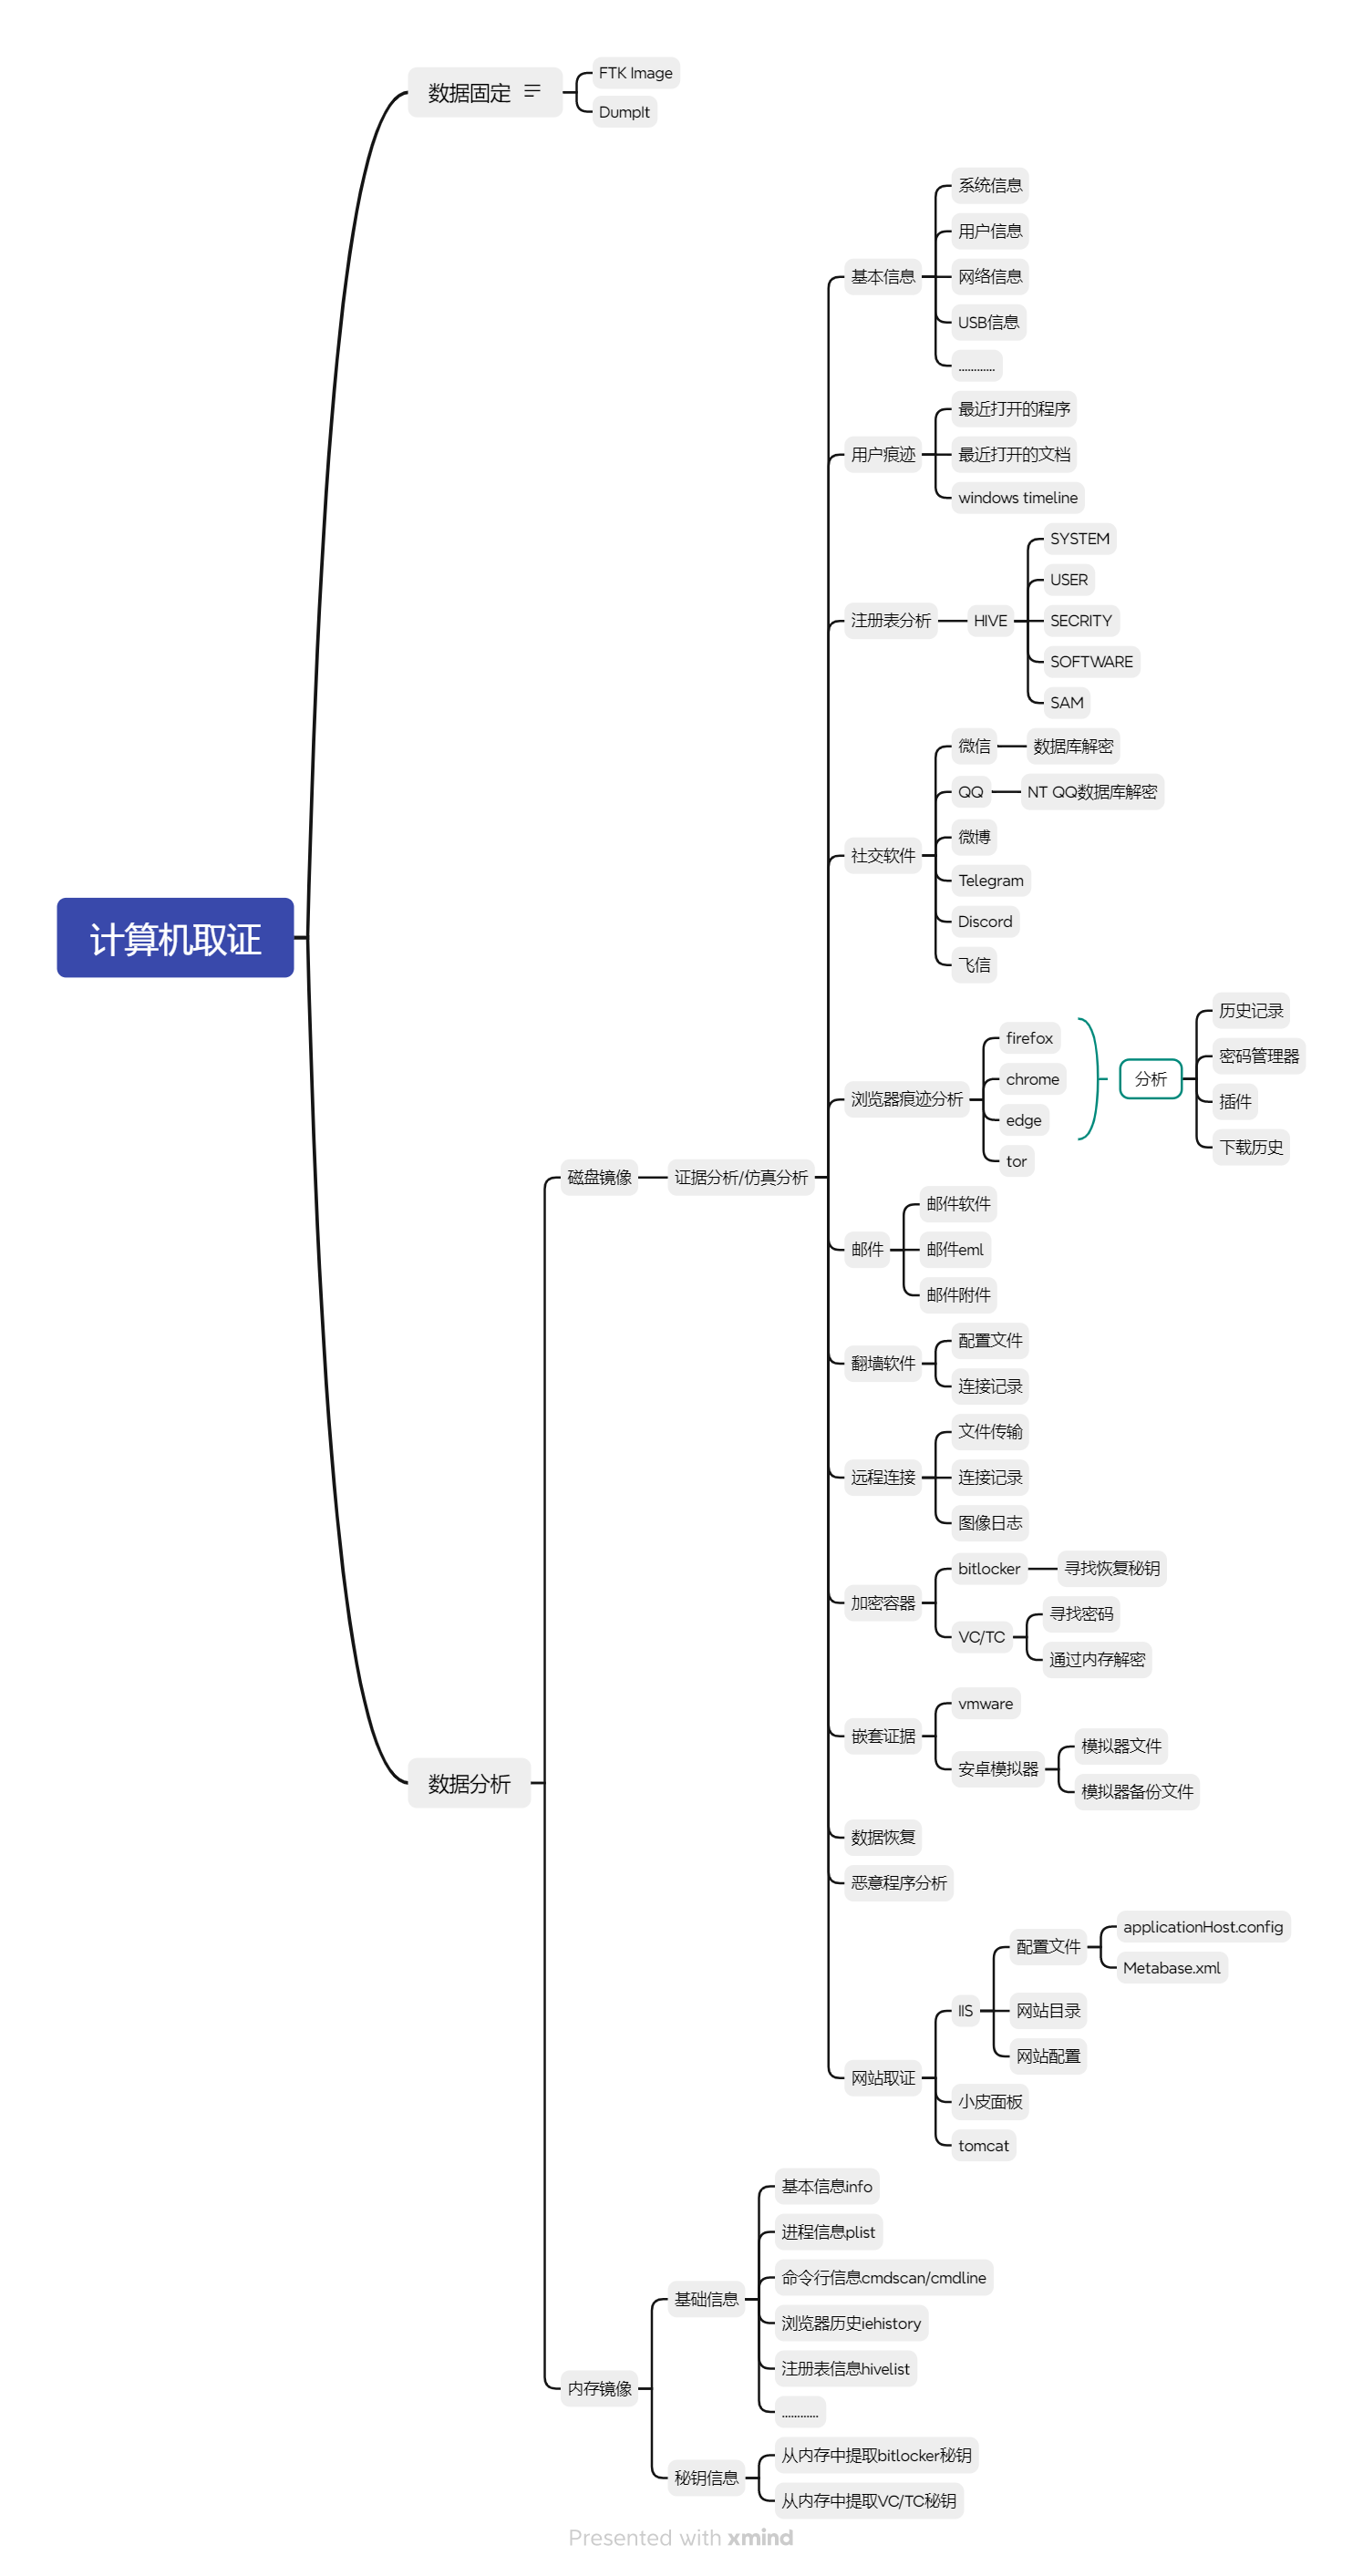 计算机取证
数据固定
FTK Image
DumpIt
数据分析
磁盘镜像
证据分析/仿真分析
基本信息
系统信息
用户信息
网络信息
USB信息
............
用户痕迹
最近打开的程序
最近打开的文档
windows timeline
注册表分析
HIVE
SYSTEM
USER
SECRITY
SOFTWARE
SAM
社交软件
微信
数据库解密
QQ
NT QQ数据库解密
微博
Telegram
Discord
飞信
浏览器痕迹分析
firefox
chrome
edge
tor
分析
历史记录
密码管理器
插件
下载历史
邮件
邮件软件
邮件eml
邮件附件
翻墙软件
配置文件
连接记录
远程连接
文件传输
连接记录
图像日志
加密容器
bitlocker
寻找恢复秘钥
VC/TC
寻找密码
通过内存解密
嵌套证据
vmware
安卓模拟器
模拟器文件
模拟器备份文件
数据恢复
恶意程序分析
网站取证
IIS
配置文件
applicationHost.config
Metabase.xml
网站目录
网站配置
小皮面板
tomcat
内存镜像
基础信息
基本信息info
进程信息plist
命令行信息cmdscan/cmdline
浏览器历史iehistory
注册表信息hivelist
............
秘钥信息
从内存中提取bitlocker秘钥
从内存中提取VC/TC秘钥
Presented with xmind